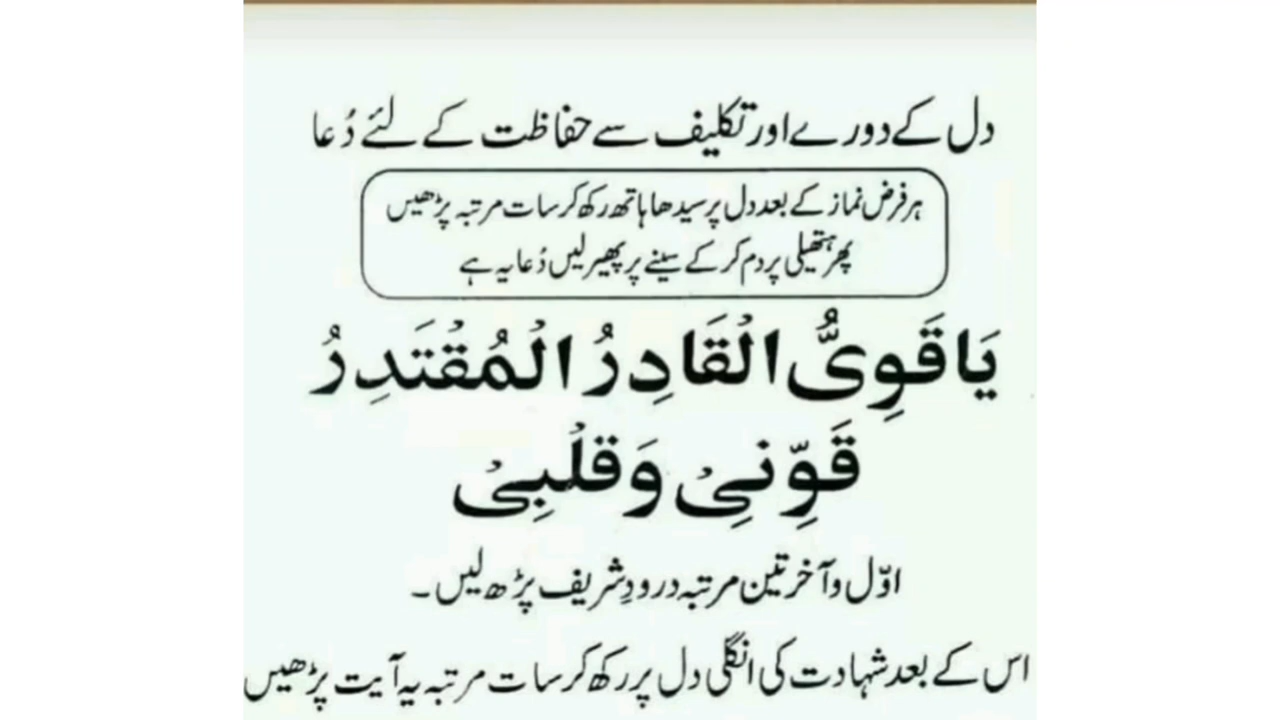 دل کے دورے اور تکلیف سے حفاظت کے لئے دُعا
ہر فرض نماز کے بعد دل پر سیدھا ہاتھ رکھ کر سات مرتبہ پڑھیں
پھر ہتھیلی پر دم کر کے سینے پر پھیر لیں دُعا یہ ہے
يَا قَوِىُّ الْقَادِرُ الْمُقْتَدِرُ
قَوِّنِىْ وَقَلْبِىْ
اوّل و آخر تین مرتبہ درودِ شریف پڑھ لیں۔
اس کے بعد شہادت کی انگلی دل پر رکھ کر سات مرتبہ یہ آیت پڑھیں